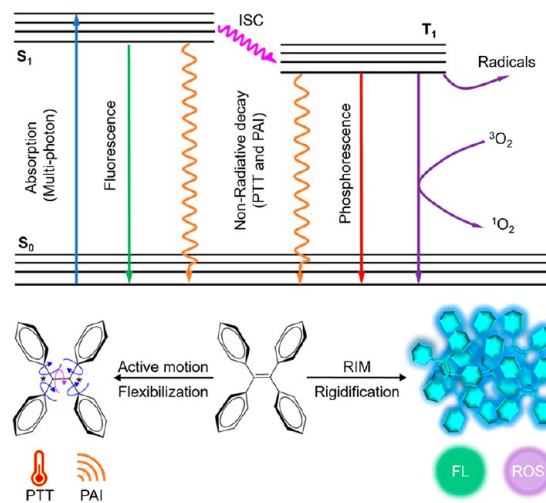 ISC
S1
T1
Radicals
Absorption
(Multi-photon)
Fluorescence
Non-Radiative decay
(PTT and PAI)
Phosphorescence
³O₂
¹O₂
S0
Active motion
Flexibilization
RIM
Rigidification
*
*
PTT
PAI
FL
ROS